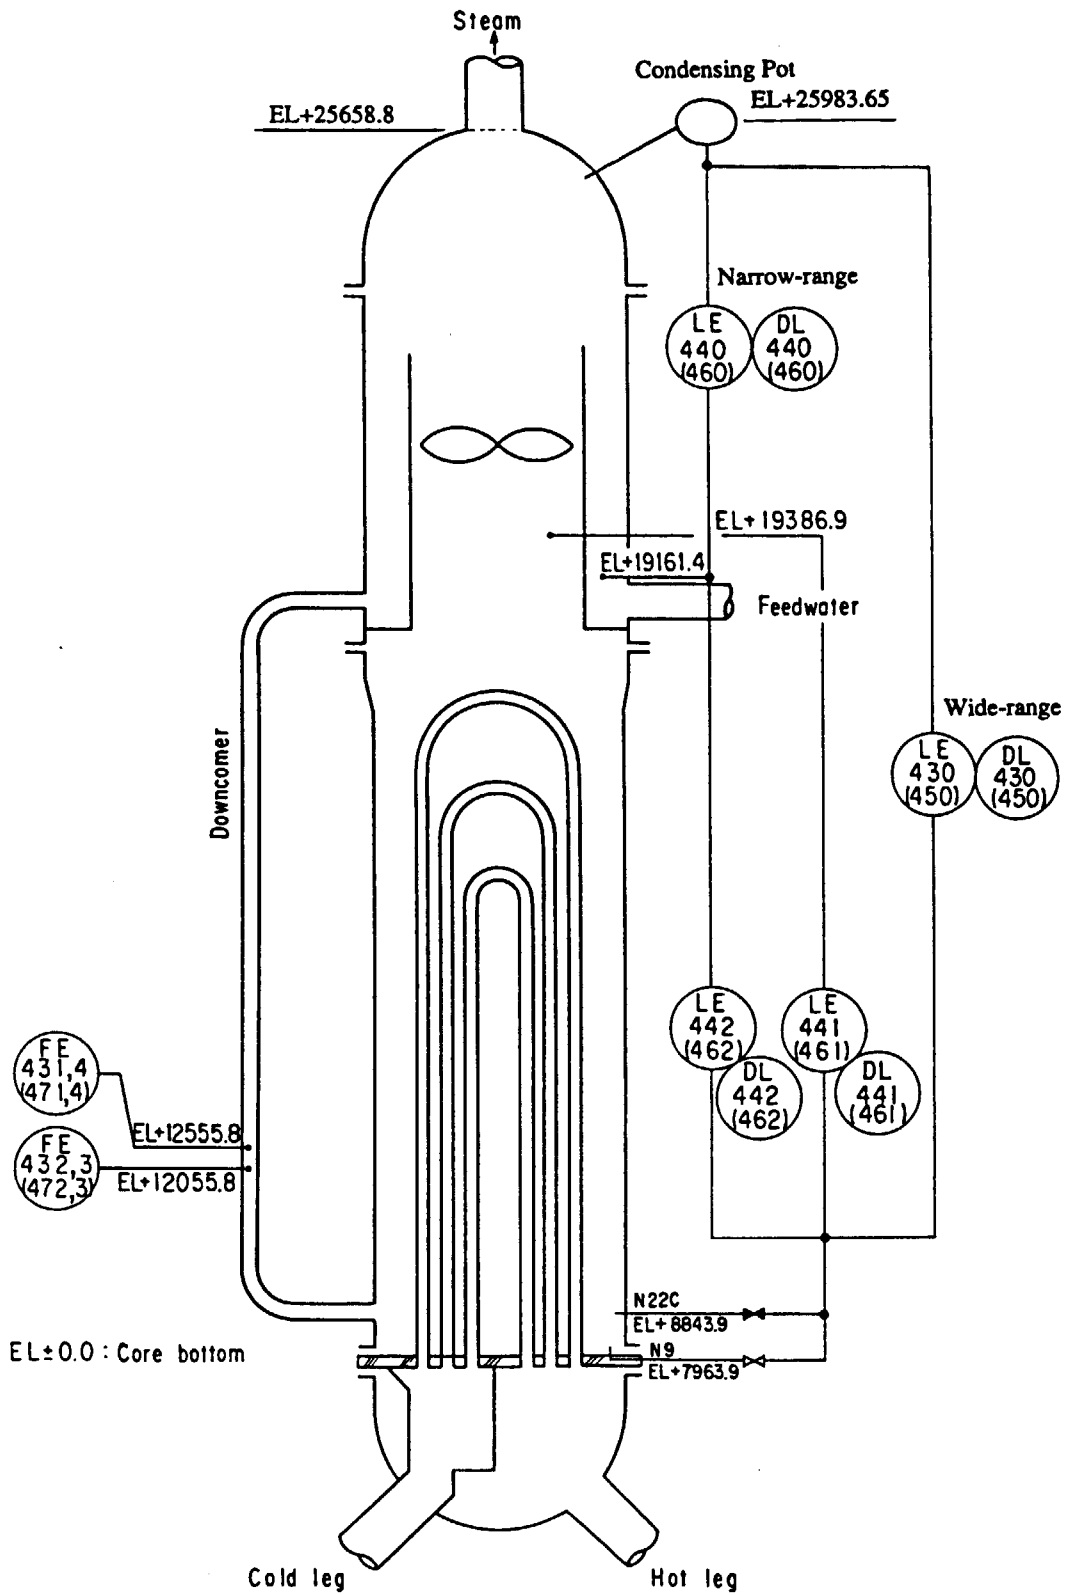 Steam
Condensing Pot
EL+25658.8
EL+25983.65
Narrow-range
LE
440
(460)
DL
440
(460)
EL+19386.9
EL+19161.4
Feedwater
Downcomer
Wide-range
LE
430
(450)
DL
430
(450)
LE
442
(462)
DL
442
(462)
LE
441
(461)
DL
441
(461)
FE
431,4
(471,4)
EL+12555.8
FE
432,3
(472,3)
EL+12055.8
N22C
EL+8843.9
EL±0.0 : Core bottom
N9
EL+7963.9
Cold leg
Hot leg